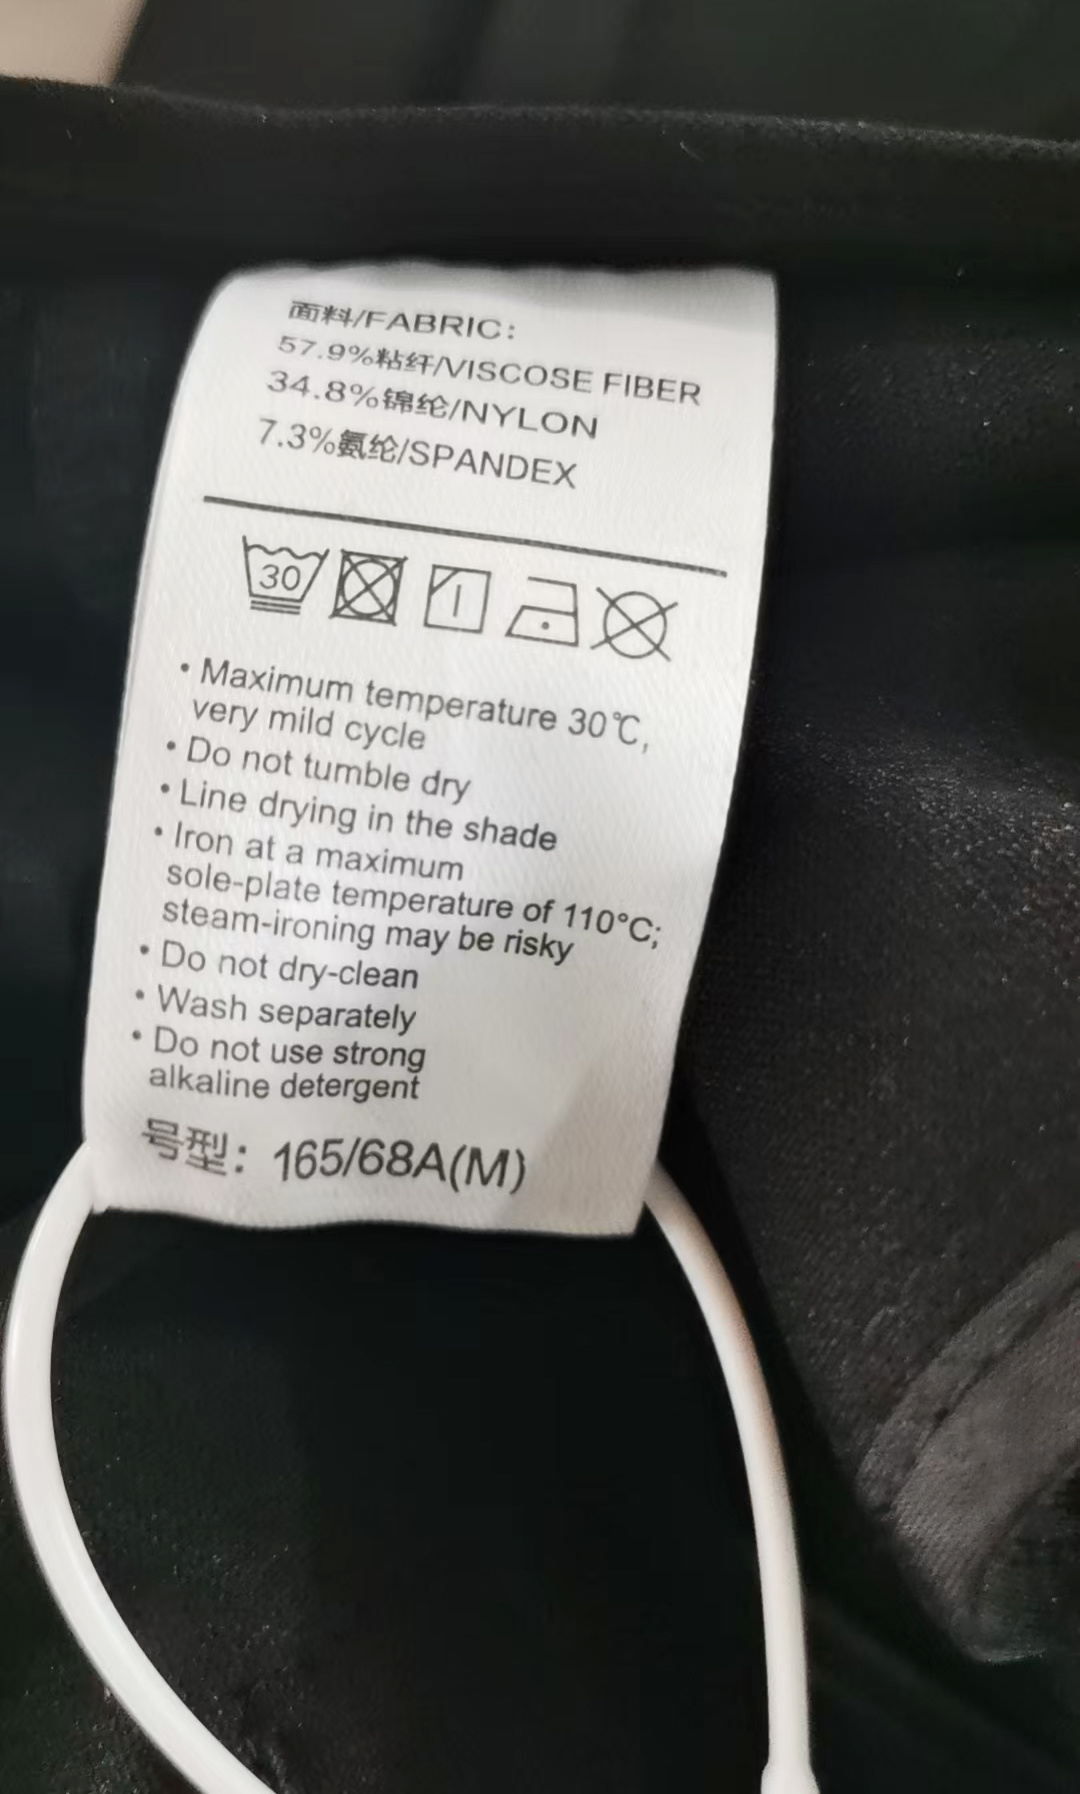 面料/FABRIC:
57.9%粘纤/VISCOSE FIBER
34.8%锦纶/NYLON
7.3%氨纶/SPANDEX
30
• Maximum temperature 30℃,
very mild cycle
• Do not tumble dry
• Line drying in the shade
• Iron at a maximum
sole-plate temperature of 110°C;
steam-ironing may be risky
• Do not dry-clean
• Wash separately
• Do not use strong
alkaline detergent
号型：165/68A(M)